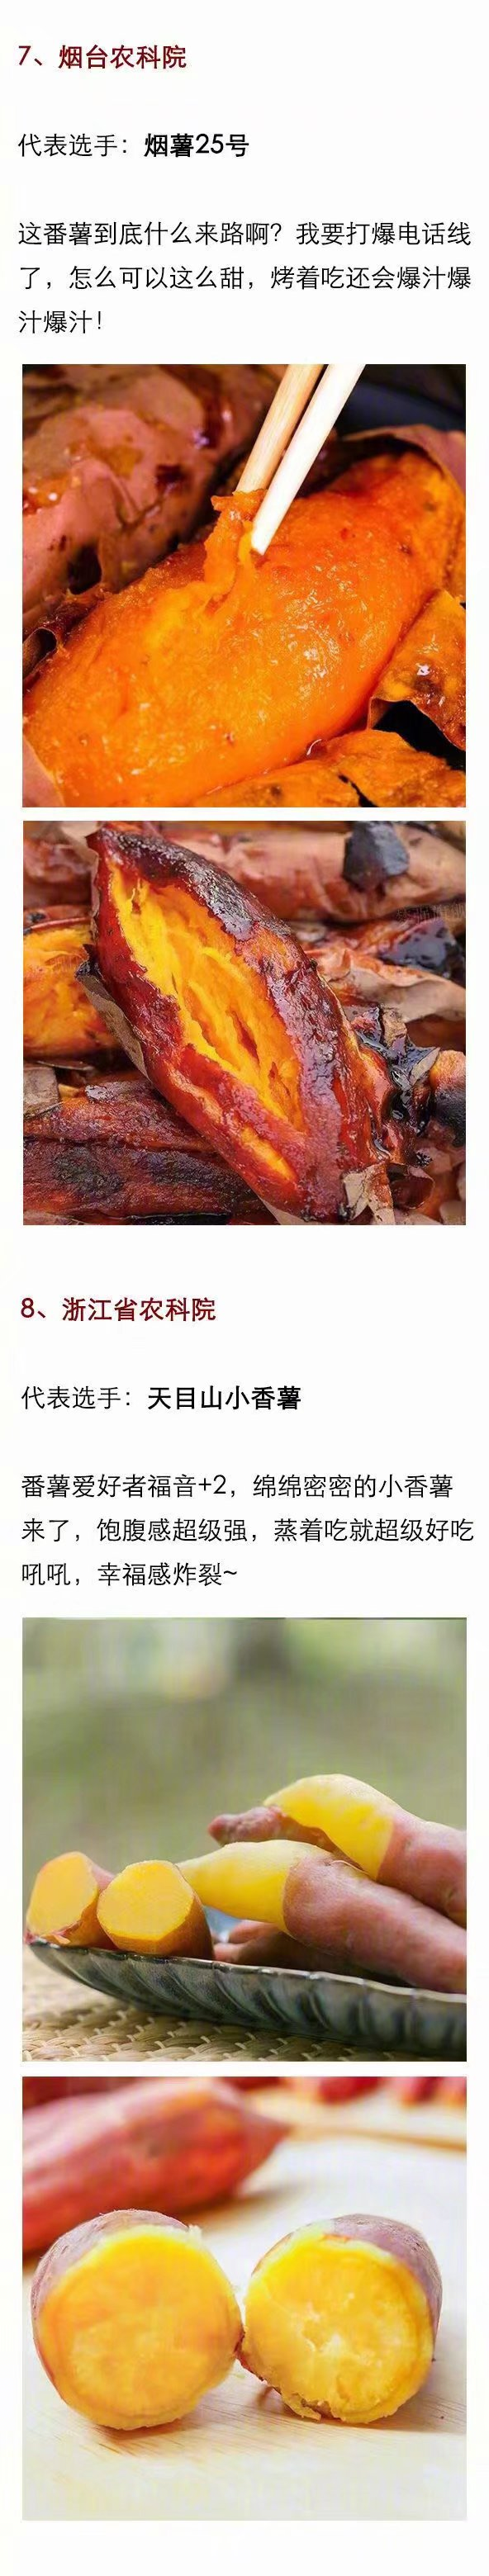 7、烟台农科院
代表选手：烟薯25号
这番薯到底什么来路啊？我要打爆电话线
了，怎么可以这么甜，烤着吃还会爆汁爆
汁爆汁！
8、浙江省农科院
代表选手：天目山小香薯
番薯爱好者福音+2，绵绵密密的小香薯
来了，饱腹感超级强，蒸着吃就超级好吃
吼吼，幸福感炸裂~